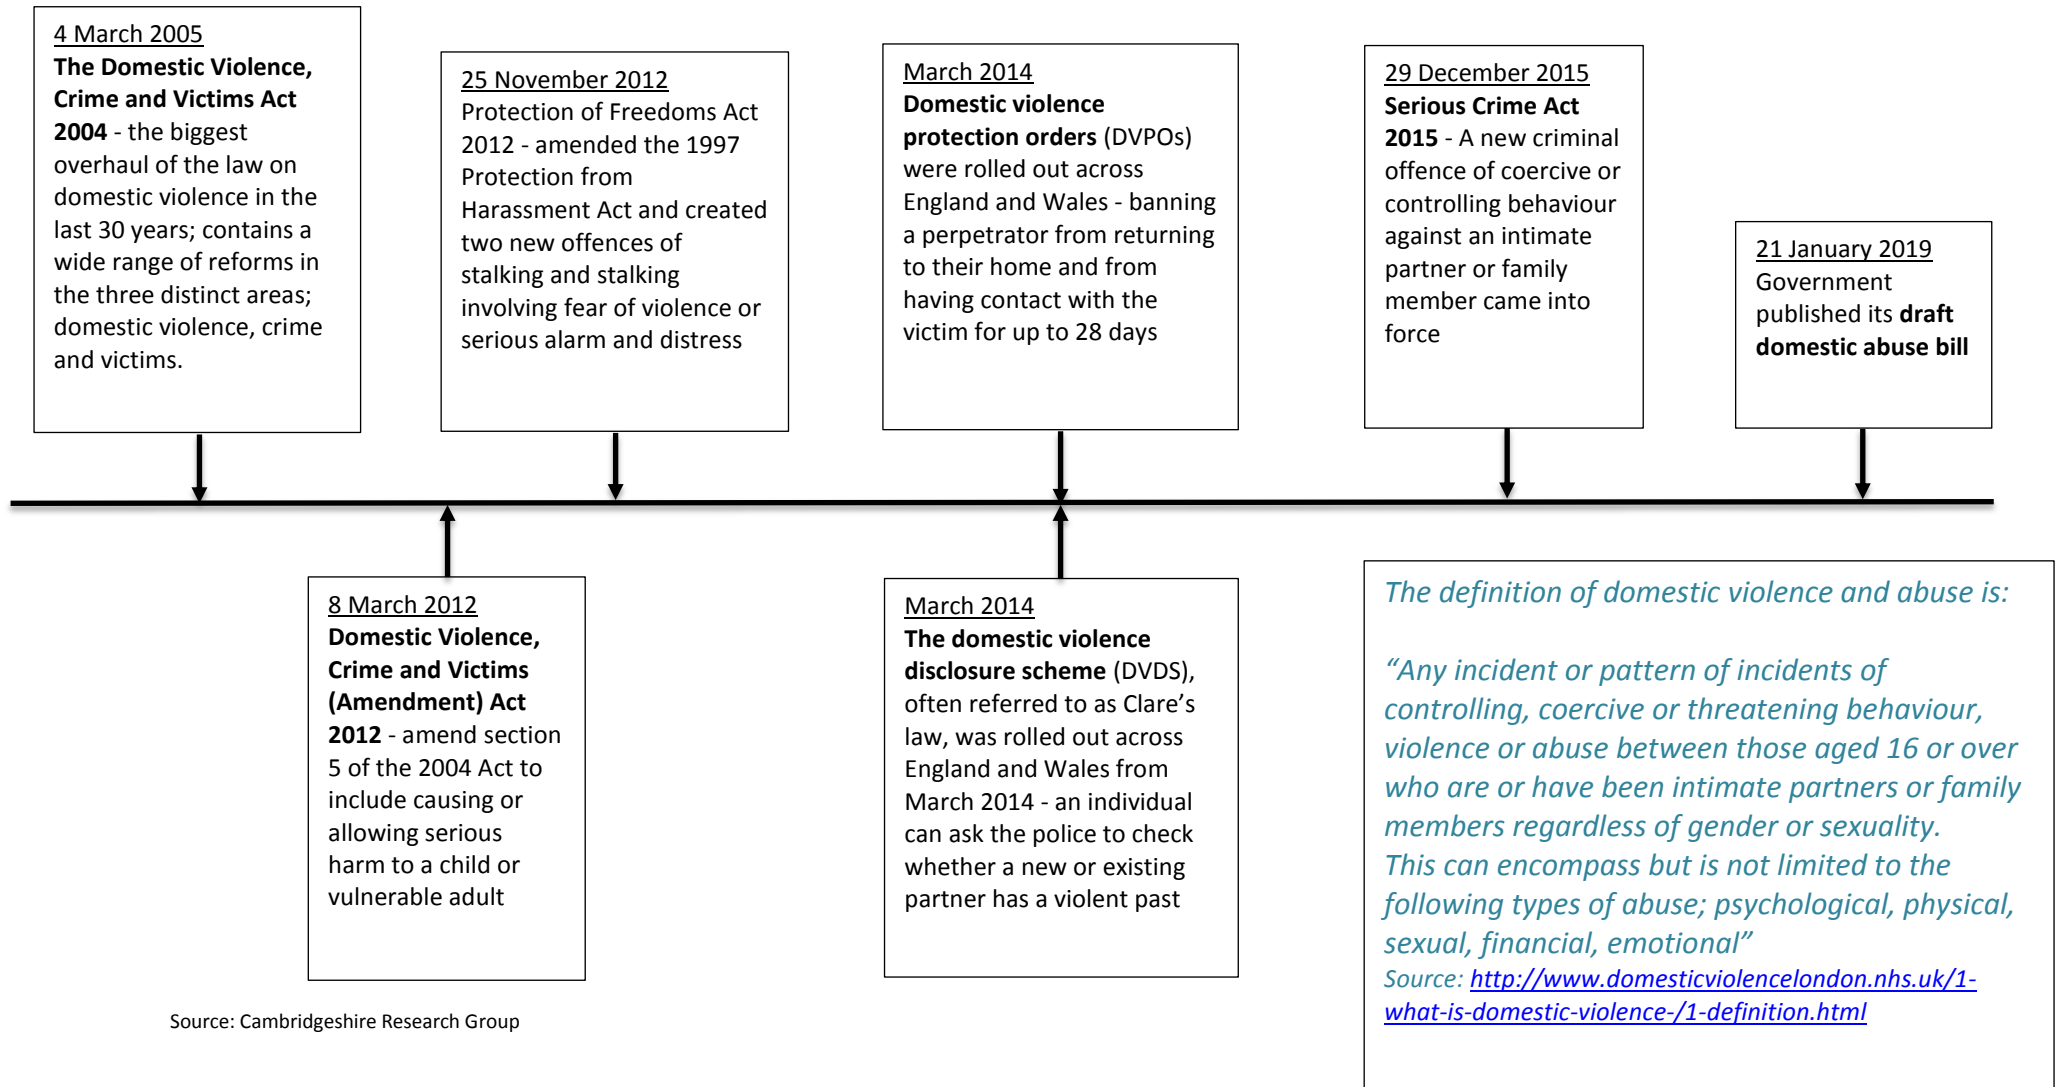 4 March 2005
The Domestic Violence,
Crime and Victims Act
2004 - the biggest
overhaul of the law on
domestic violence in the
last 30 years; contains a
wide range of reforms in
the three distinct areas;
domestic violence, crime
and victims.
25 November 2012
Protection of Freedoms Act
2012 - amended the 1997
Protection from
Harassment Act and created
two new offences of
stalking and stalking
involving fear of violence or
serious alarm and distress
March 2014
Domestic violence
protection orders (DVPOs)
were rolled out across
England and Wales - banning
a perpetrator from returning
to their home and from
having contact with the
victim for up to 28 days
29 December 2015
Serious Crime Act
2015 - A new criminal
offence of coercive or
controlling behaviour
against an intimate
partner or family
member came into
force
21 January 2019
Government
published its draft
domestic abuse bill
8 March 2012
Domestic Violence,
Crime and Victims
(Amendment) Act
2012 - amend section
5 of the 2004 Act to
include causing or
allowing serious
harm to a child or
vulnerable adult
March 2014
The domestic violence
disclosure scheme (DVDS),
often referred to as Clare’s
law, was rolled out across
England and Wales from
March 2014 - an individual
can ask the police to check
whether a new or existing
partner has a violent past
The definition of domestic violence and abuse is:
“Any incident or pattern of incidents of
controlling, coercive or threatening behaviour,
violence or abuse between those aged 16 or over
who are or have been intimate partners or family
members regardless of gender or sexuality.
This can encompass but is not limited to the
following types of abuse; psychological, physical,
sexual, financial, emotional”
Source: http://www.domesticviolencelondon.nhs.uk/1-
what-is-domestic-violence-/1-definition.html
Source: Cambridgeshire Research Group